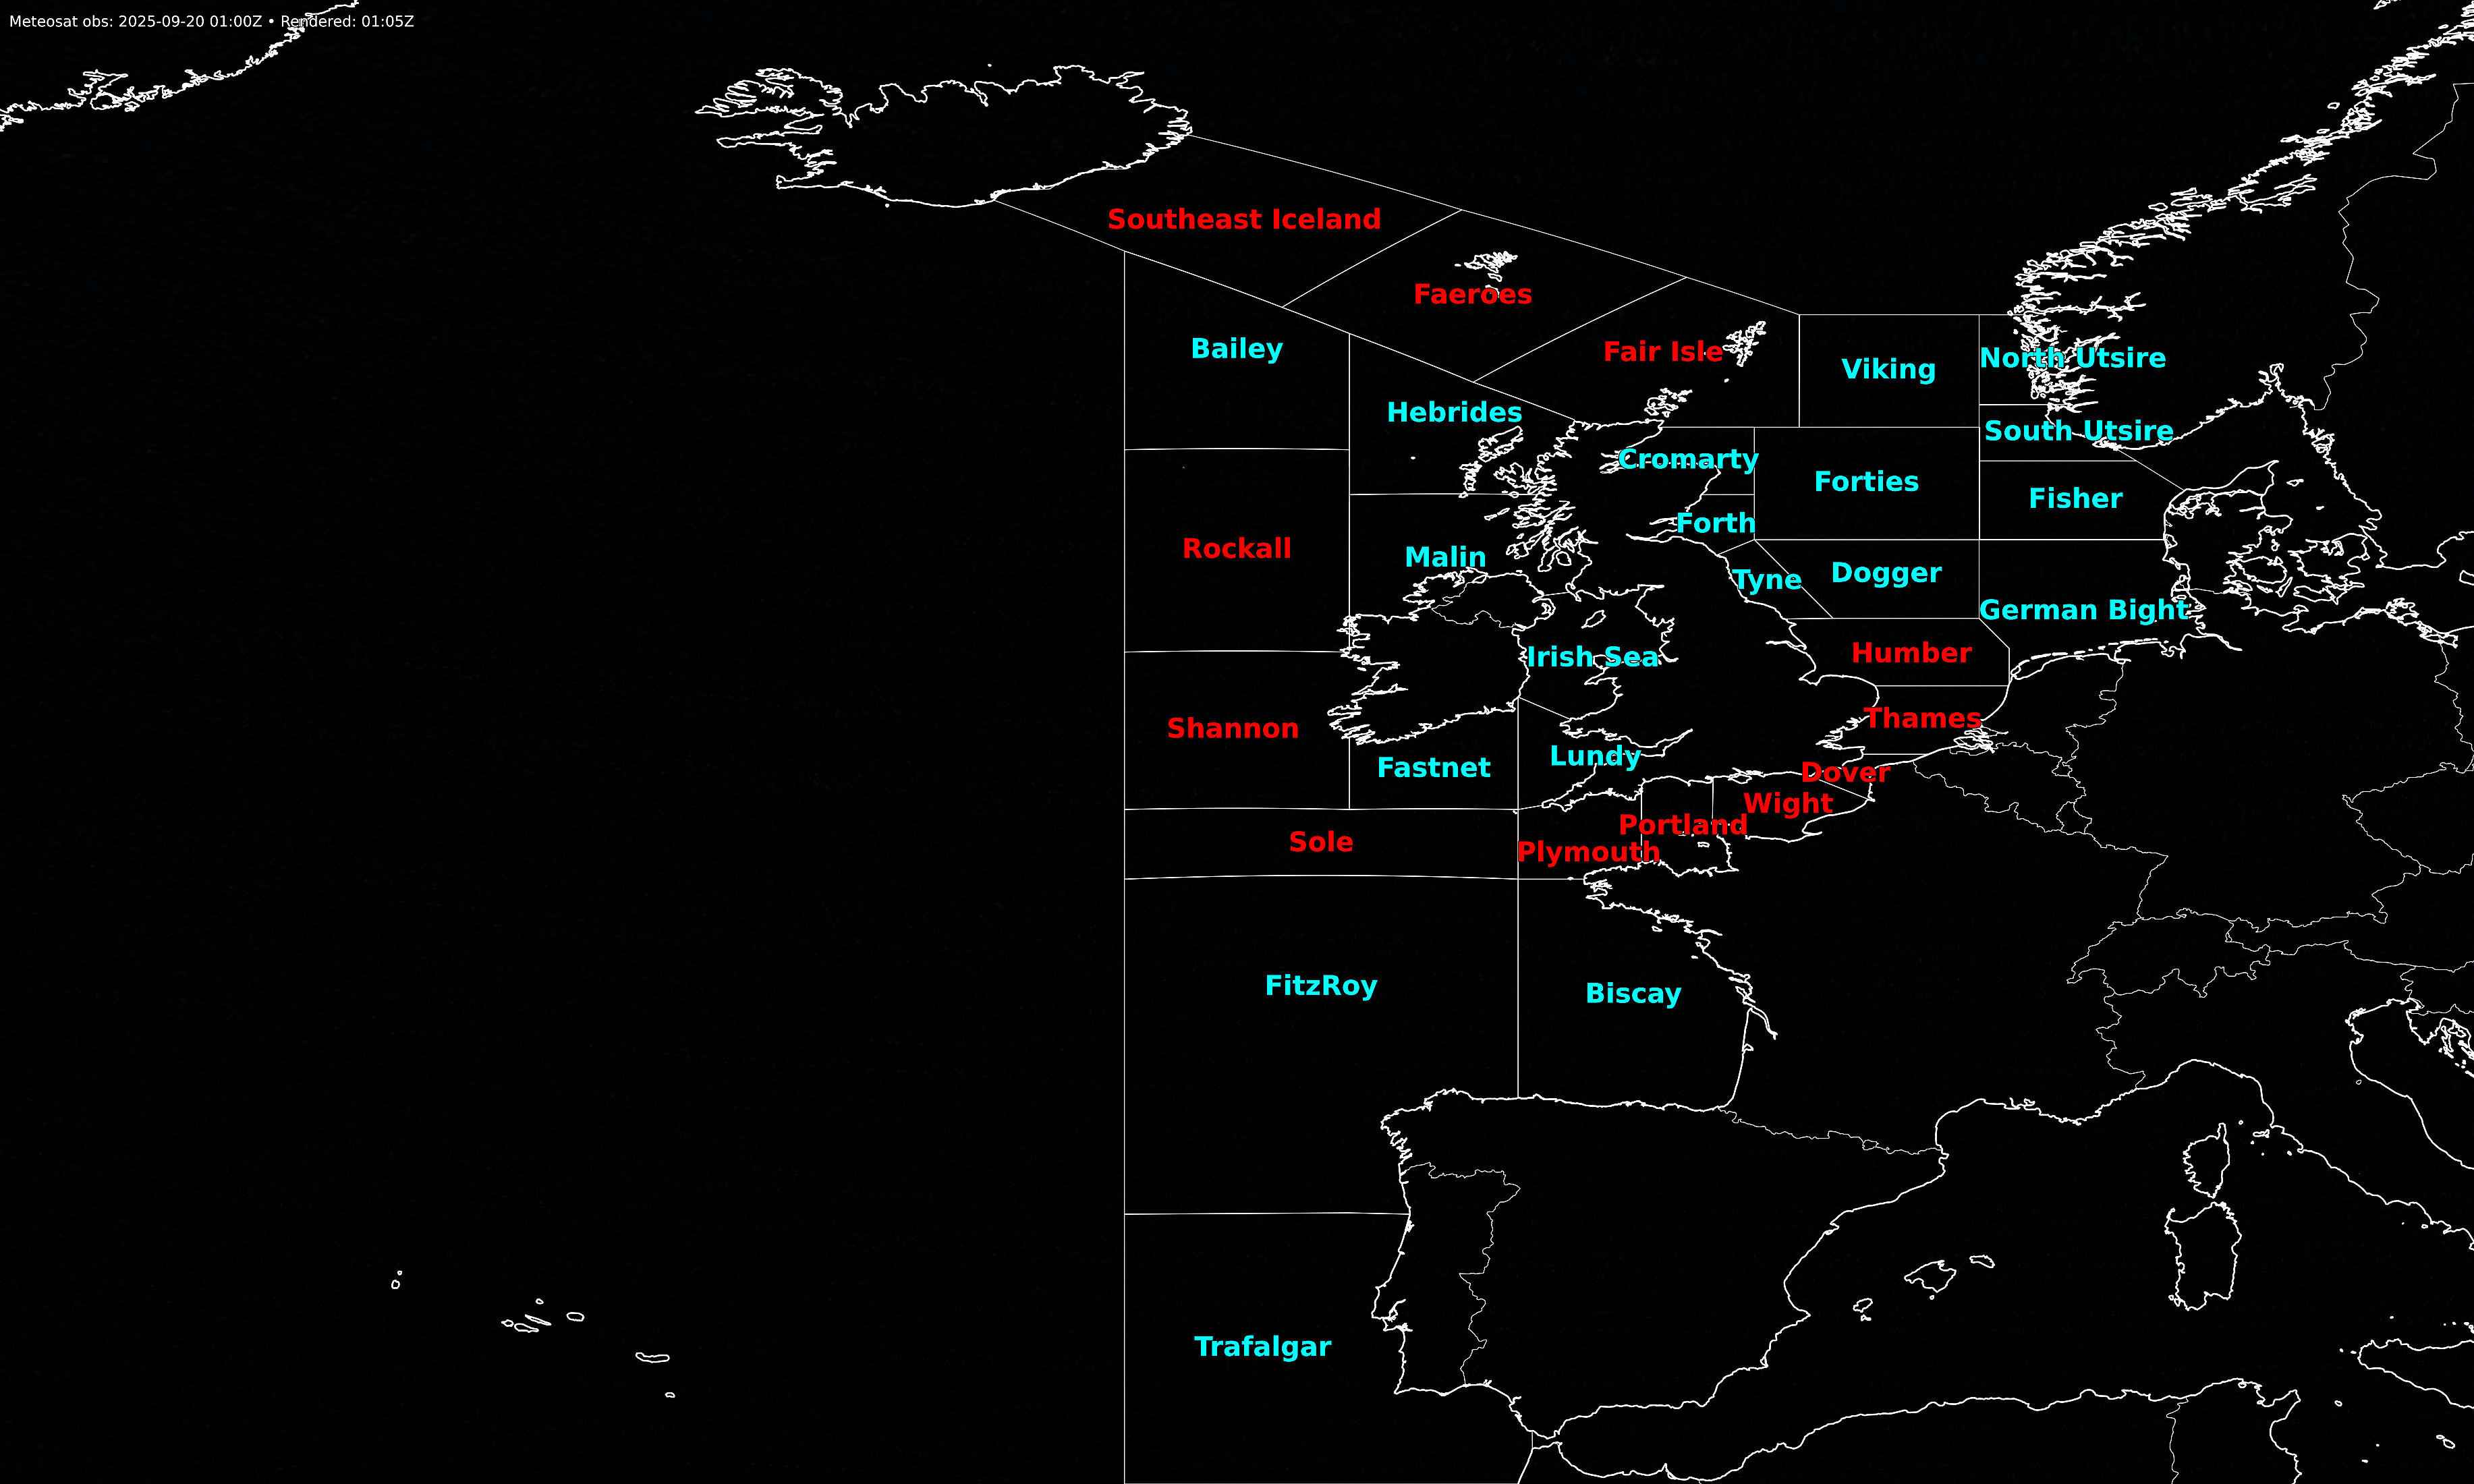 Meteosat obs: 2025-09-20 01:00Z • Rendered: 01:05Z
Southeast Iceland
Faeroes
Bailey
Fair Isle
Viking
North Utsire
Hebrides
South Utsire
Cromarty
Forties
Fisher
Forth
Rockall
Malin
Tyne
Dogger
German Bight
Irish Sea
Humber
Shannon
Thames
Fastnet
Lundy
Dover
Wight
Portland
Sole
Plymouth
FitzRoy
Biscay
Trafalgar